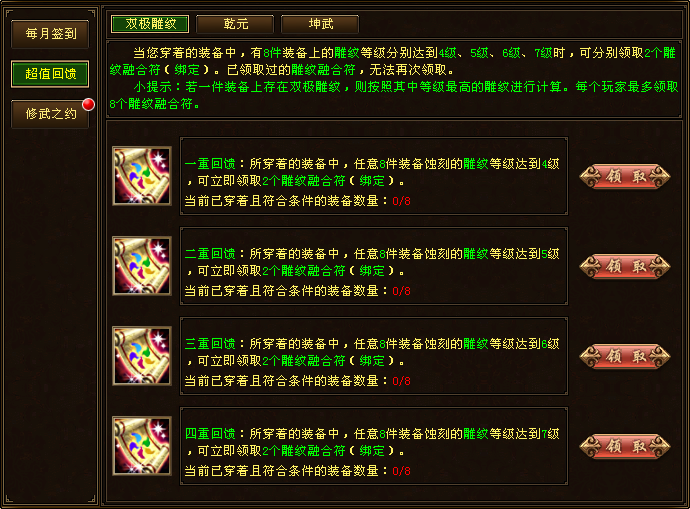 每月签到
超值回馈
修武之约
双极雕纹
乾元
坤武
当您穿着的装备中，有8件装备上的雕纹等级分别达到4级、5级、6级、7级时，可分别领取2个雕
纹融合符（绑定）。已领取过的雕纹融合符，无法再次领取。
小提示：若一件装备上存在双极雕纹，则按照其中等级最高的雕纹进行计算。每个玩家最多领取
8个雕纹融合符。
一重回馈：所穿着的装备中，任意8件装备蚀刻的雕纹等级达到4级
，可立即领取2个雕纹融合符（绑定）。
当前已穿着且符合条件的装备数量：0/8
领 取
二重回馈：所穿着的装备中，任意8件装备蚀刻的雕纹等级达到5级
，可立即领取2个雕纹融合符（绑定）。
当前已穿着且符合条件的装备数量：0/8
领 取
三重回馈：所穿着的装备中，任意8件装备蚀刻的雕纹等级达到6级
，可立即领取2个雕纹融合符（绑定）。
当前已穿着且符合条件的装备数量：0/8
领 取
四重回馈：所穿着的装备中，任意8件装备蚀刻的雕纹等级达到7级
，可立即领取2个雕纹融合符（绑定）。
当前已穿着且符合条件的装备数量：0/8
领 取